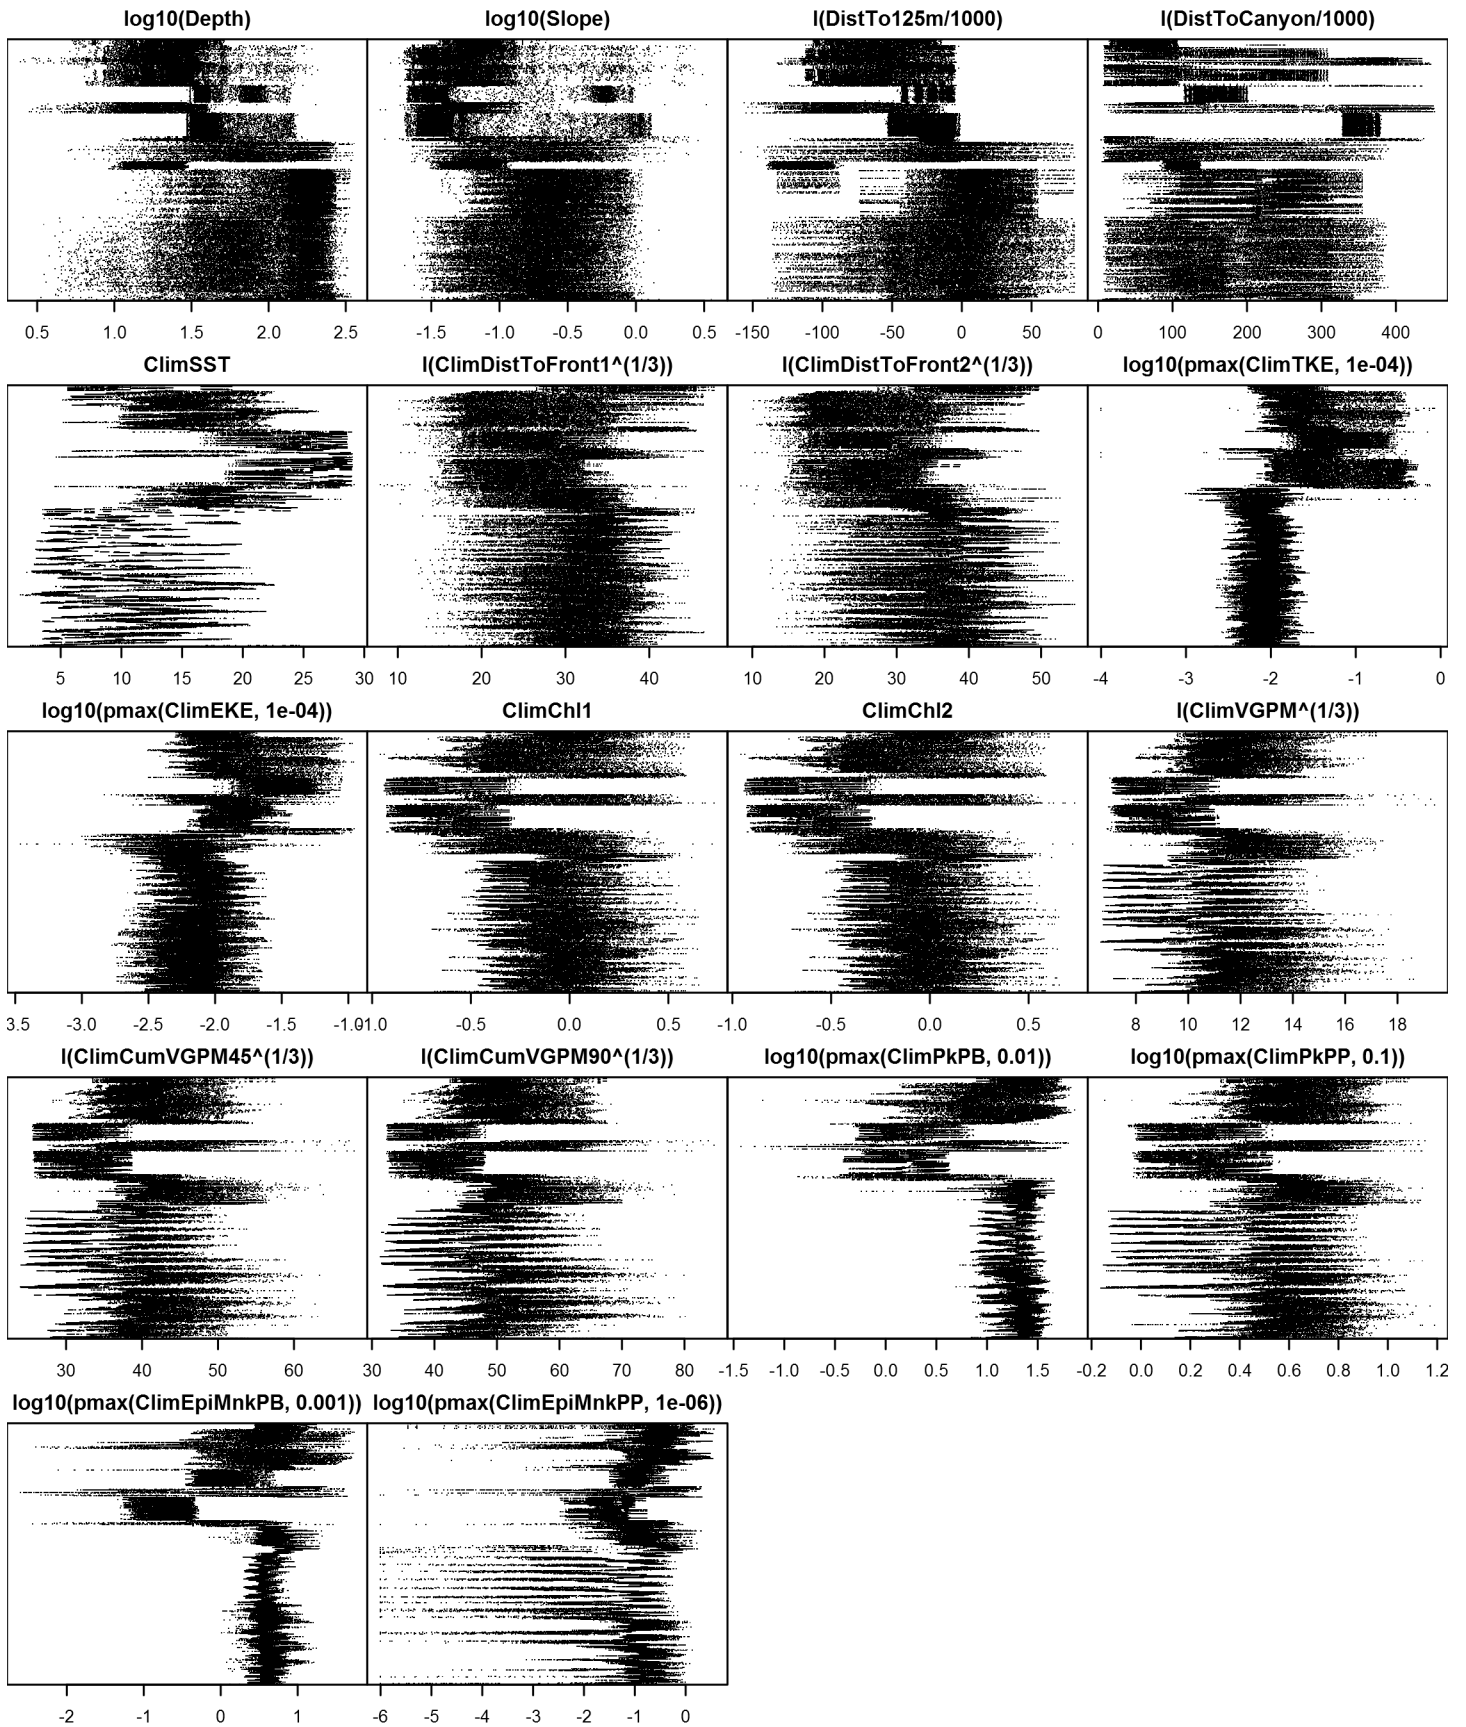 log10(Depth) log10(Slope) I(DistTo125m/1000) I(DistToCanyon/1000)
0.5 1.0 1.5 2.0 2.5 -1.5 -1.0 -0.5 0.0 0.5 -150 -100 -50 0 50 0 100 200 300 400
ClimSST I(ClimDistToFront1^(1/3)) I(ClimDistToFront2^(1/3)) log10(pmax(ClimTKE, 1e-04))
5 10 15 20 25 30 10 20 30 40 10 20 30 40 50 -4 -3 -2 -1 0
log10(pmax(ClimEKE, 1e-04)) ClimChl1 ClimChl2 I(ClimVGPM^(1/3))
3.5 -3.0 -2.5 -2.0 -1.5 -1.0 1.0 -0.5 0.0 0.5 -1.0 -0.5 0.0 0.5 8 10 12 14 16 18
I(ClimCumVGPM45^(1/3)) I(ClimCumVGPM90^(1/3)) log10(pmax(ClimPkPB, 0.01)) log10(pmax(ClimPkPP, 0.1))
30 40 50 60 30 40 50 60 70 80 -1.5 -1.0 -0.5 0.0 0.5 1.0 1.5 -0.2 0.0 0.2 0.4 0.6 0.8 1.0 1.2
log10(pmax(ClimEpiMnkPB, 0.001)) log10(pmax(ClimEpiMnkPP, 1e-06))
-2 -1 0 1 -6 -5 -4 -3 -2 -1 0